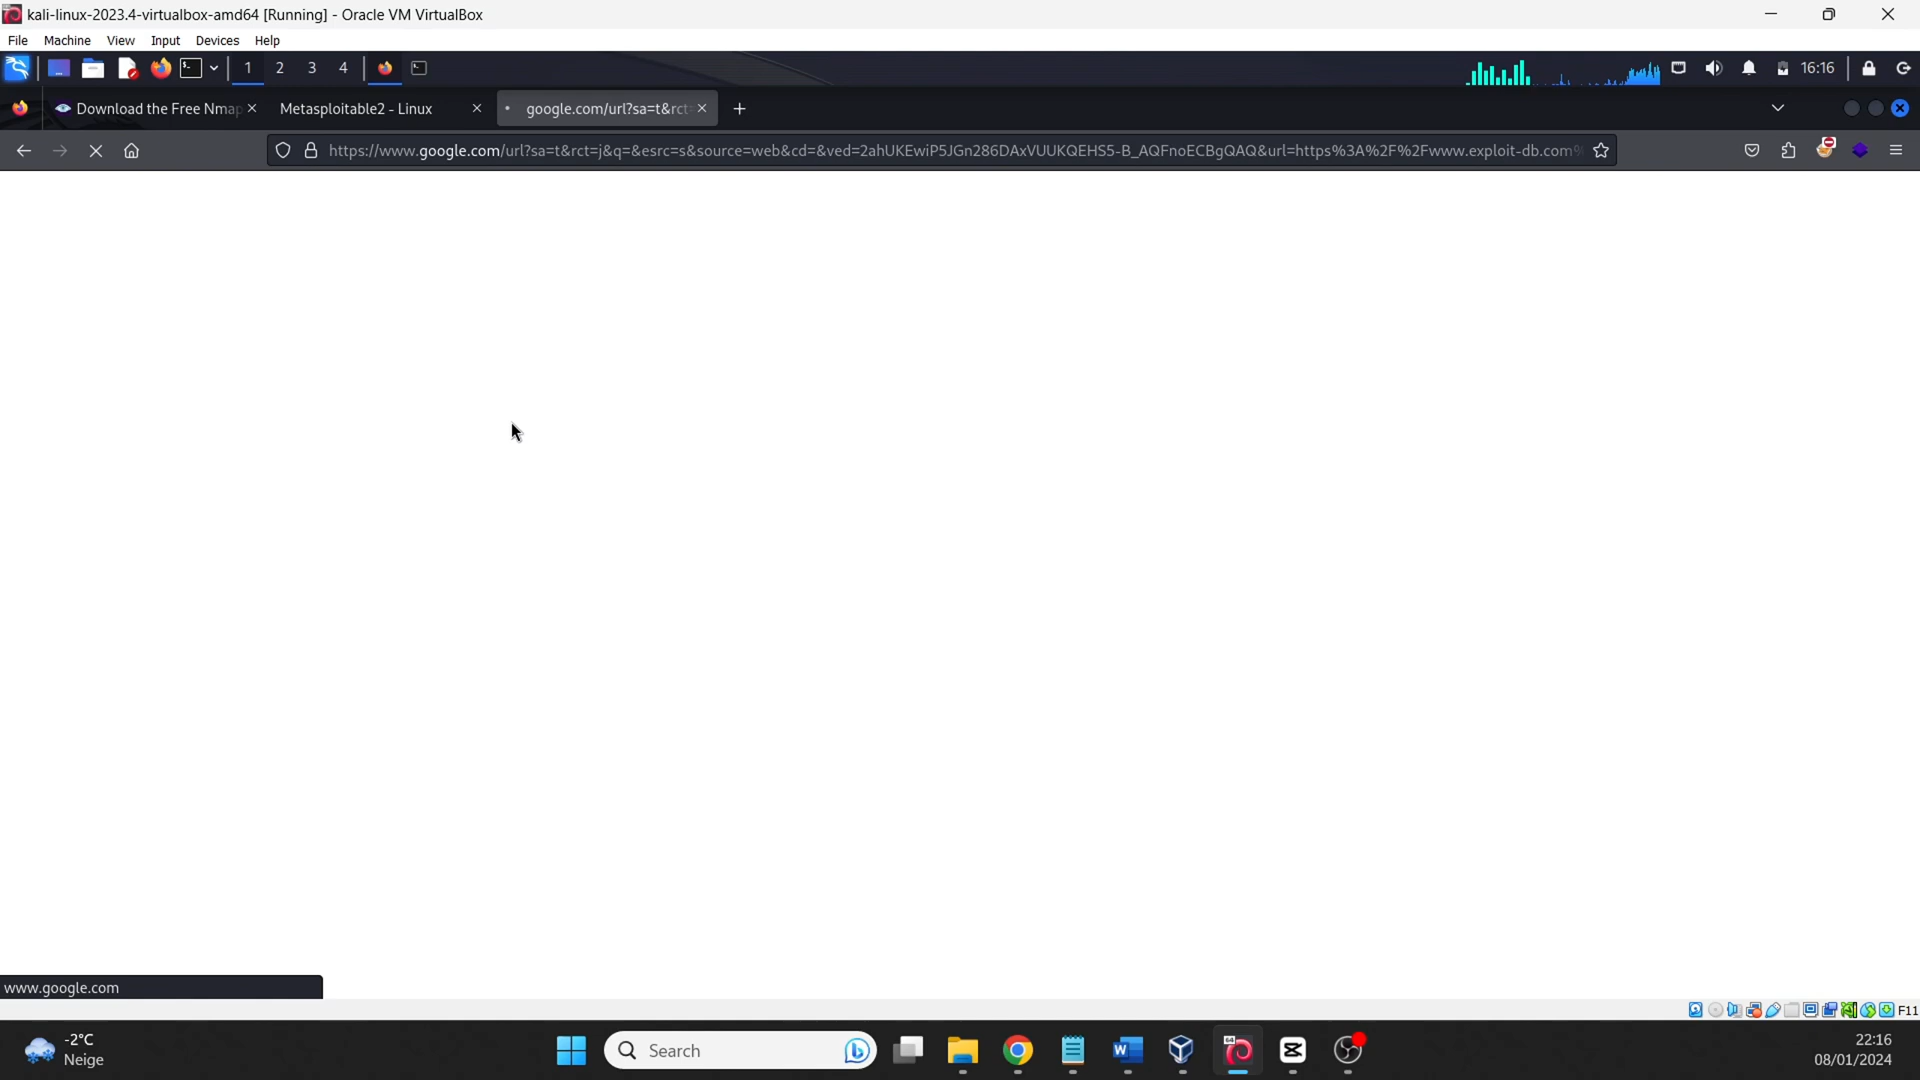 kali-linux-2023.4-virtualbox-amd64 [Running] - Oracle VM VirtualBox
File Machine View Input Devices Help
1 2 3 4 16:16
Download the Free Nmap Metasploitable2 - Linux google.com/url?sa=t&rct=
https://www.google.com/url?sa=t&rct=j&q=&esrc=s&source=web&cd=&ved=2ahUKEwiP5JGn286DAxVUUKQEHS5-B_AQFnoECBgQAQ&url=https%3A%2F%2Fwww.exploit-db.com%
www.google.com
F11
-2°C
Neige
Search
64
22:16
08/01/2024